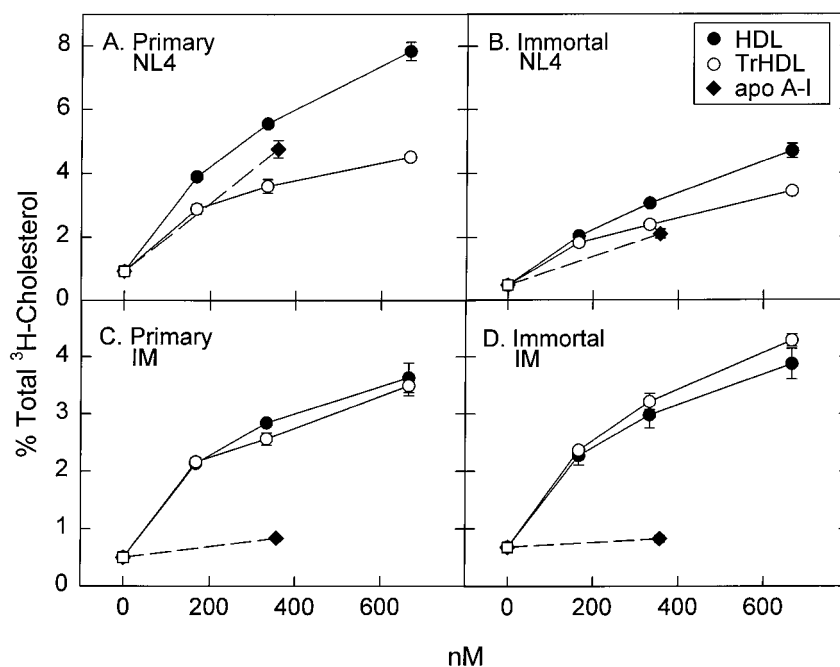 A. Primary
NL4
B. Immortal
NL4
HDL
TrHDL
apo A-I
8
6
4
2
0
C. Primary
IM
D. Immortal
IM
4
3
2
1
0
% Total ³H-Cholesterol
0 200 400 600 0 200 400 600
nM